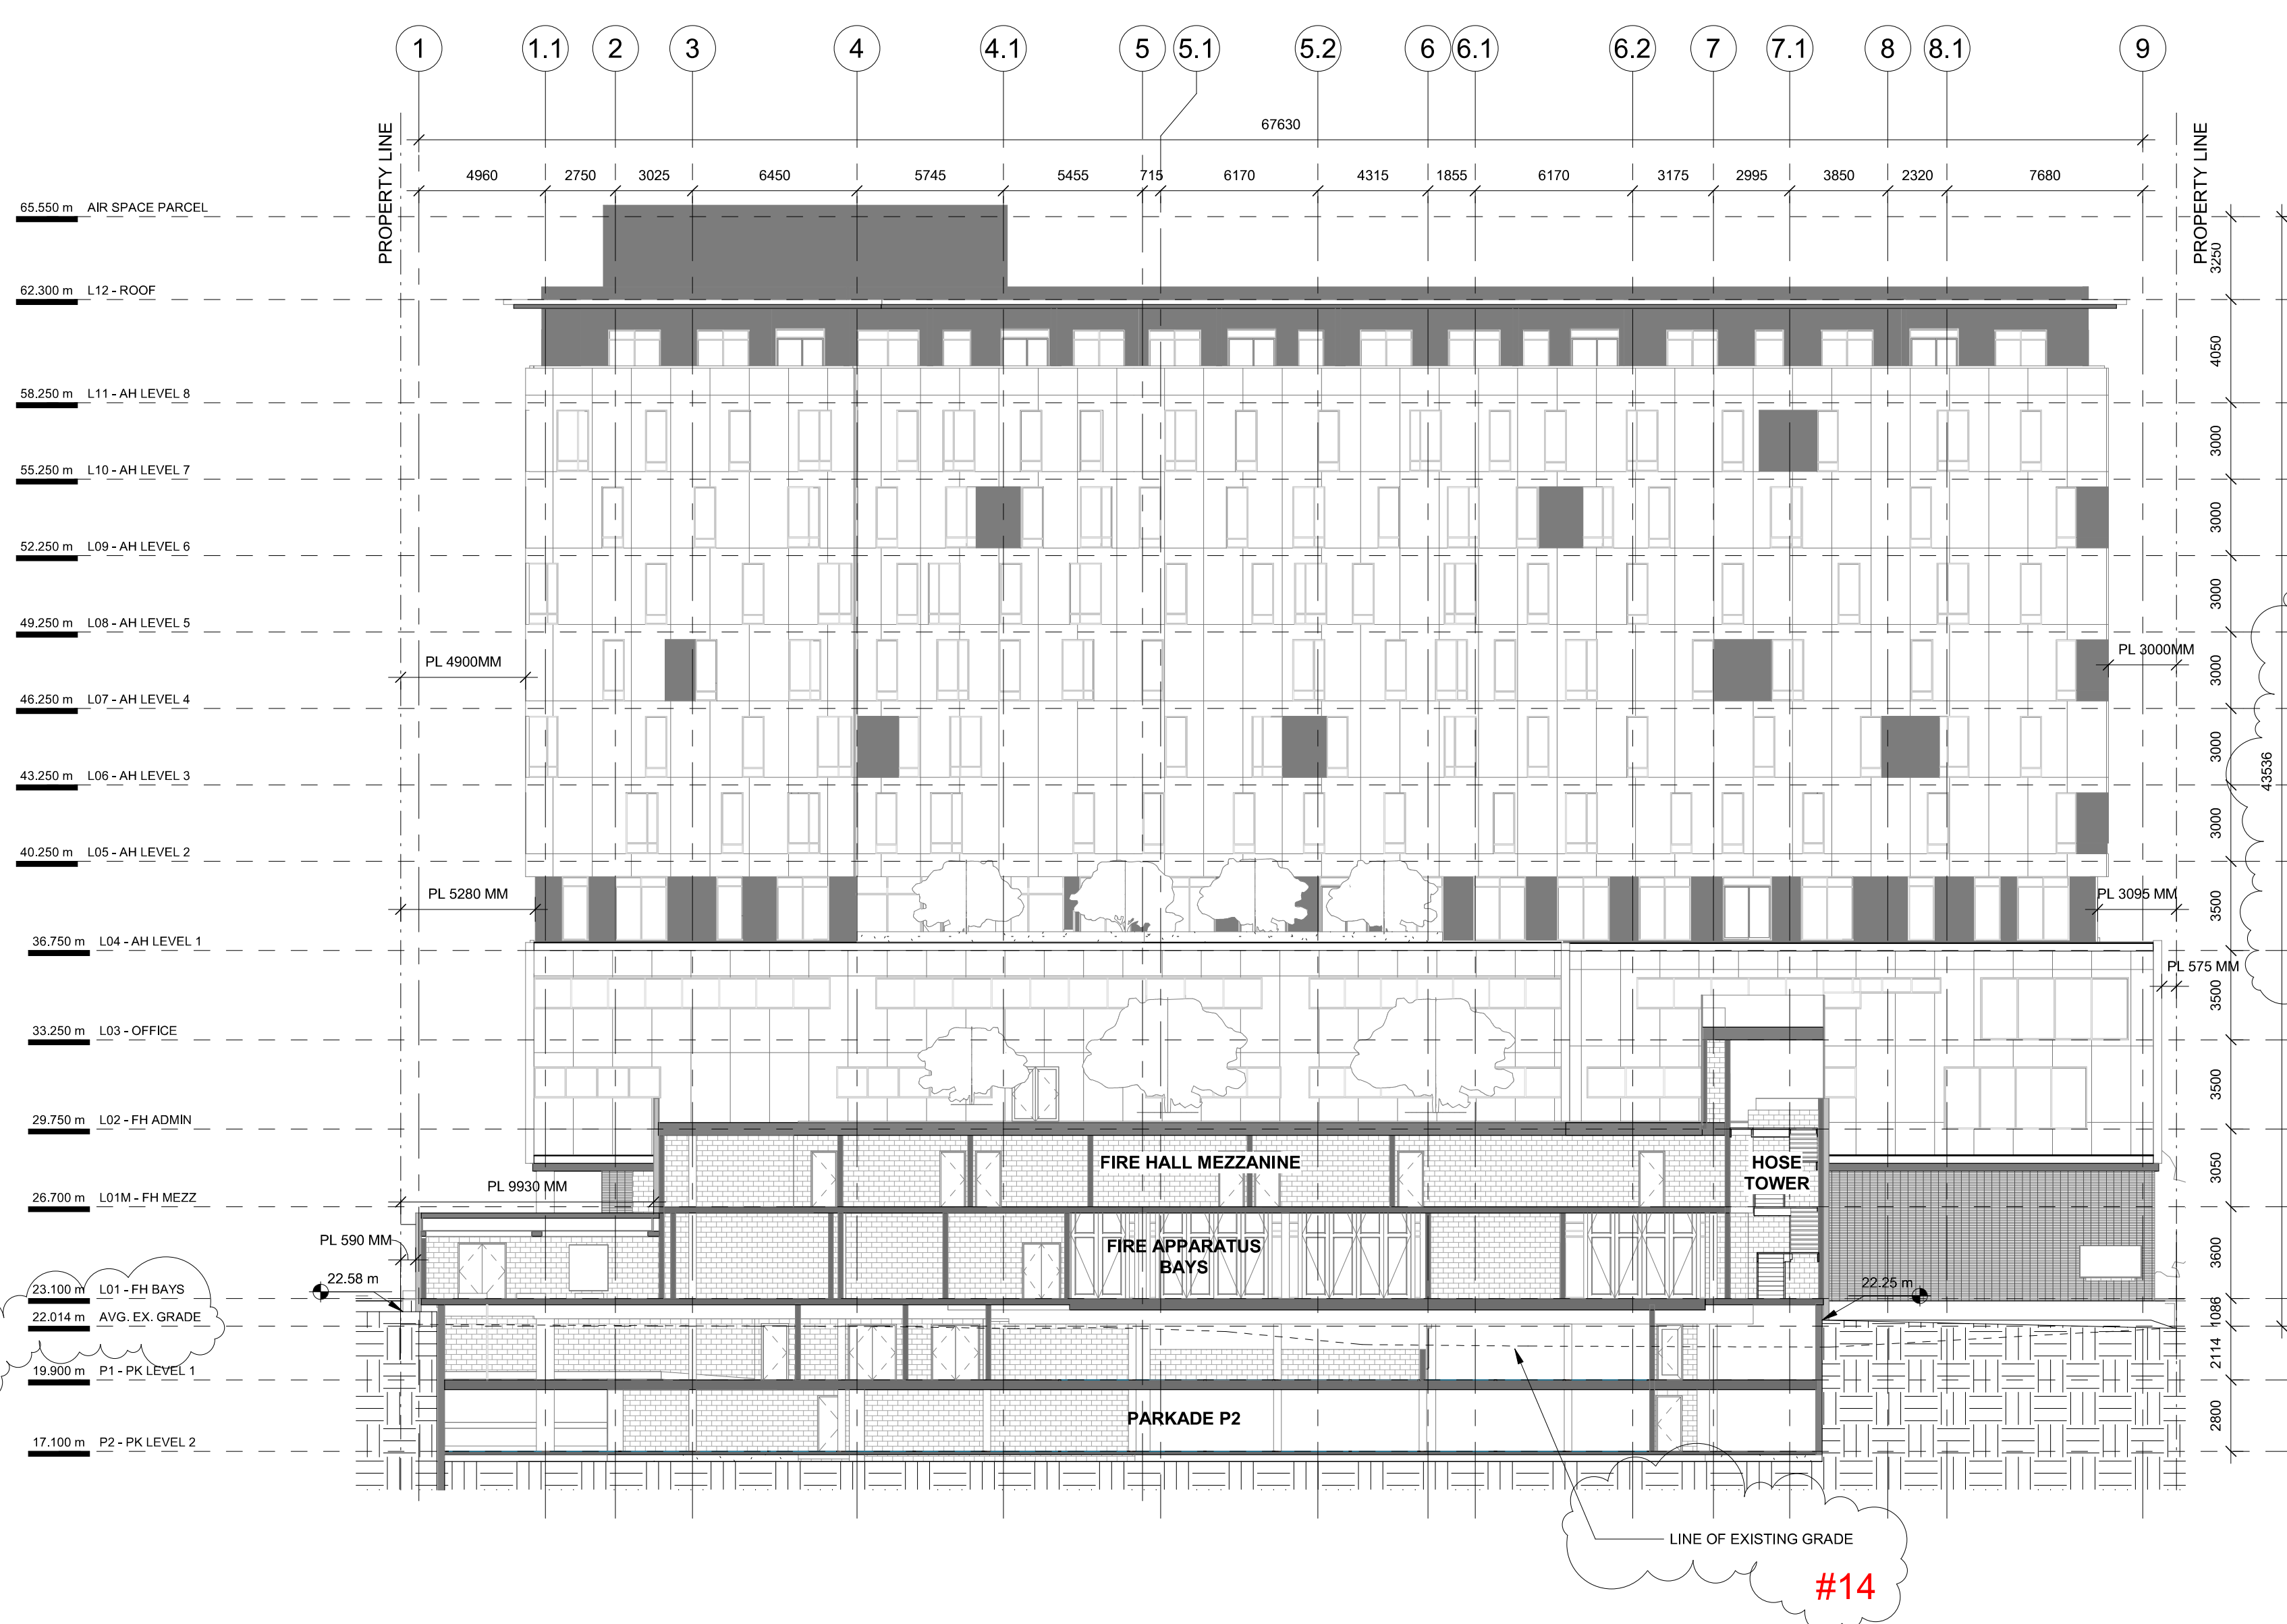 1 1.1 2 3 4 4.1 5 5.1 5.2 6 6.1 6.2 7 7.1 8 8.1 9
PROPERTY LINE
PROPERTY LINE
67630
4960 2750 3025 6450 5745 5455 715 6170 4315 1855 6170 3175 2995 3850 2320 7680
65.550 m AIR SPACE PARCEL
3250
62.300 m L12 - ROOF
4050
58.250 m L11 - AH LEVEL 8
3000
55.250 m L10 - AH LEVEL 7
3000
52.250 m L09 - AH LEVEL 6
3000
49.250 m L08 - AH LEVEL 5
PL 4900MM
PL 3000MM
3000
46.250 m L07 - AH LEVEL 4
3000
43536
43.250 m L06 - AH LEVEL 3
3000
40.250 m L05 - AH LEVEL 2
PL 5280 MM
PL 3095 MM
3500
36.750 m L04 - AH LEVEL 1
PL 575 MM
3500
33.250 m L03 - OFFICE
3500
29.750 m L02 - FH ADMIN
FIRE HALL MEZZANINE
HOSE
TOWER
3050
PL 9930 MM
26.700 m L01M - FH MEZZ
PL 590 MM
FIRE APPARATUS
BAYS
3600
22.58 m
22.25 m
23.100 m L01 - FH BAYS
1086
22.014 m AVG. EX. GRADE
2114
19.900 m P1 - PK LEVEL 1
PARKADE P2
2800
17.100 m P2 - PK LEVEL 2
LINE OF EXISTING GRADE
#14